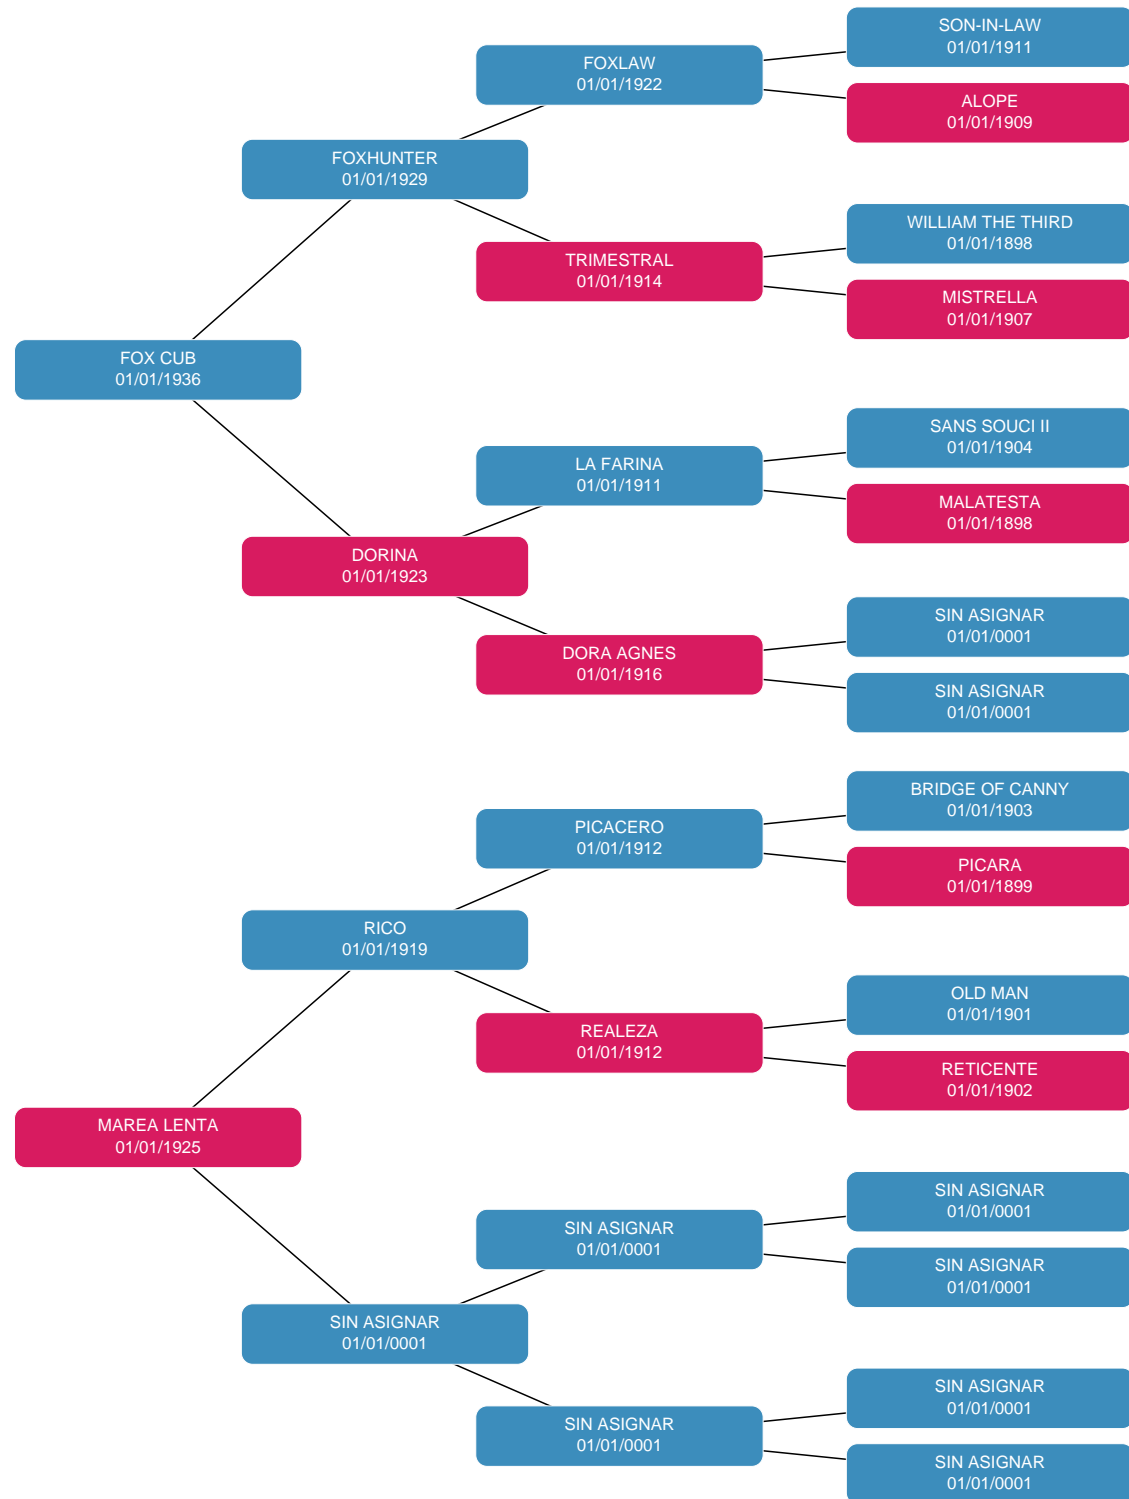 SON-IN-LAW
01/01/1911
FOXLAW
01/01/1922
ALOPE
01/01/1909
FOXHUNTER
01/01/1929
WILLIAM THE THIRD
01/01/1898
TRIMESTRAL
01/01/1914
MISTRELLA
01/01/1907
FOX CUB
01/01/1936
SANS SOUCI II
01/01/1904
LA FARINA
01/01/1911
MALATESTA
01/01/1898
DORINA
01/01/1923
SIN ASIGNAR
01/01/0001
DORA AGNES
01/01/1916
SIN ASIGNAR
01/01/0001
BRIDGE OF CANNY
01/01/1903
PICACERO
01/01/1912
PICARA
01/01/1899
RICO
01/01/1919
OLD MAN
01/01/1901
REALEZA
01/01/1912
RETICENTE
01/01/1902
MAREA LENTA
01/01/1925
SIN ASIGNAR
01/01/0001
SIN ASIGNAR
01/01/0001
SIN ASIGNAR
01/01/0001
SIN ASIGNAR
01/01/0001
SIN ASIGNAR
01/01/0001
SIN ASIGNAR
01/01/0001
SIN ASIGNAR
01/01/0001